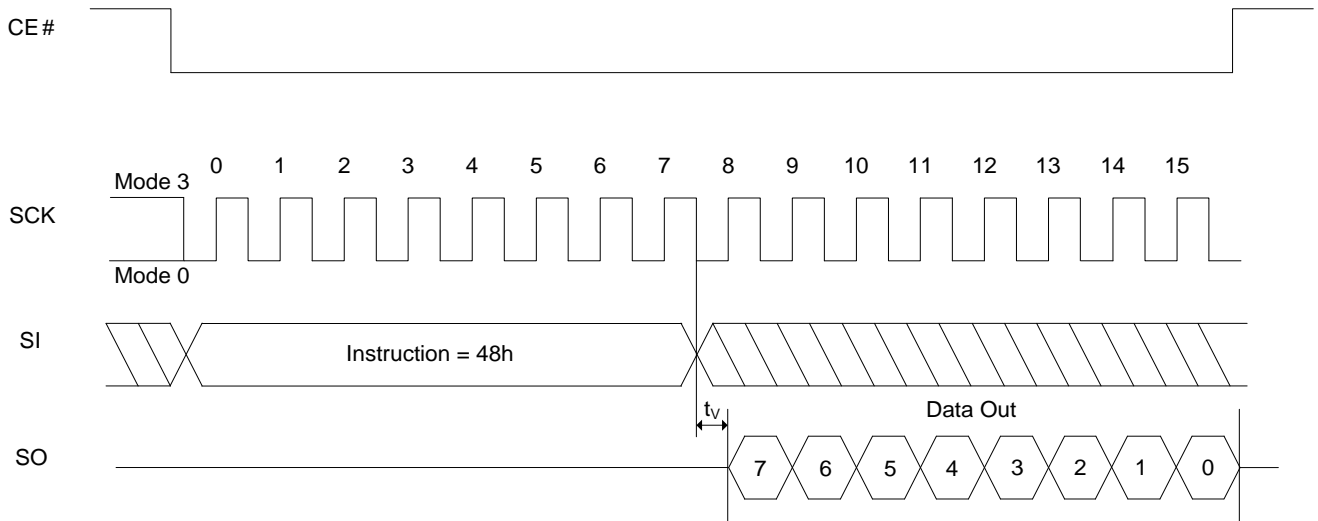 CE#
0 1 2 3 4 5 6 7 8 9 10 11 12 13 14 15
Mode 3
SCK
Mode 0
SI
Instruction = 48h
tV
Data Out
SO
7 6 5 4 3 2 1 0